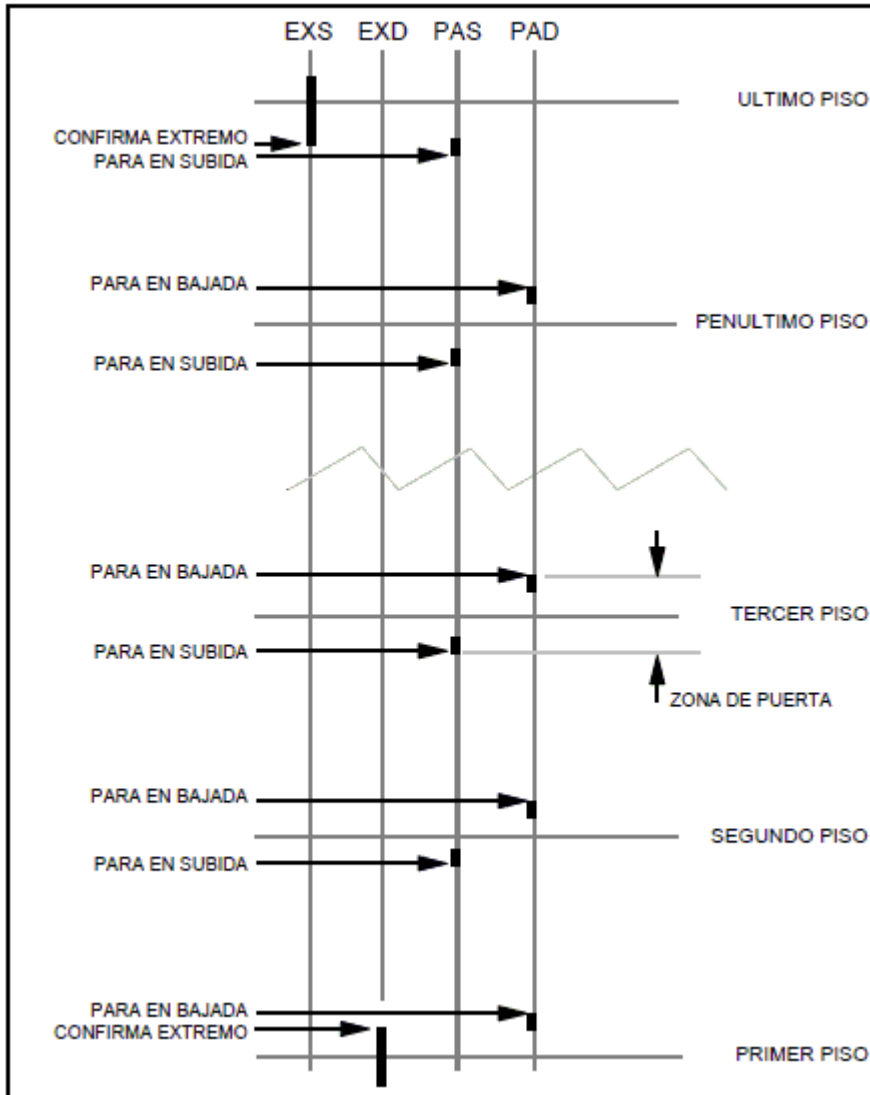 EXS EXD PAS PAD
ULTIMO PISO
CONFIRMA EXTREMO
PARA EN SUBIDA
PARA EN BAJADA
PENULTIMO PISO
PARA EN SUBIDA
PARA EN BAJADA
TERCER PISO
PARA EN SUBIDA
ZONA DE PUERTA
PARA EN BAJADA
SEGUNDO PISO
PARA EN SUBIDA
PARA EN BAJADA
CONFIRMA EXTREMO
PRIMER PISO